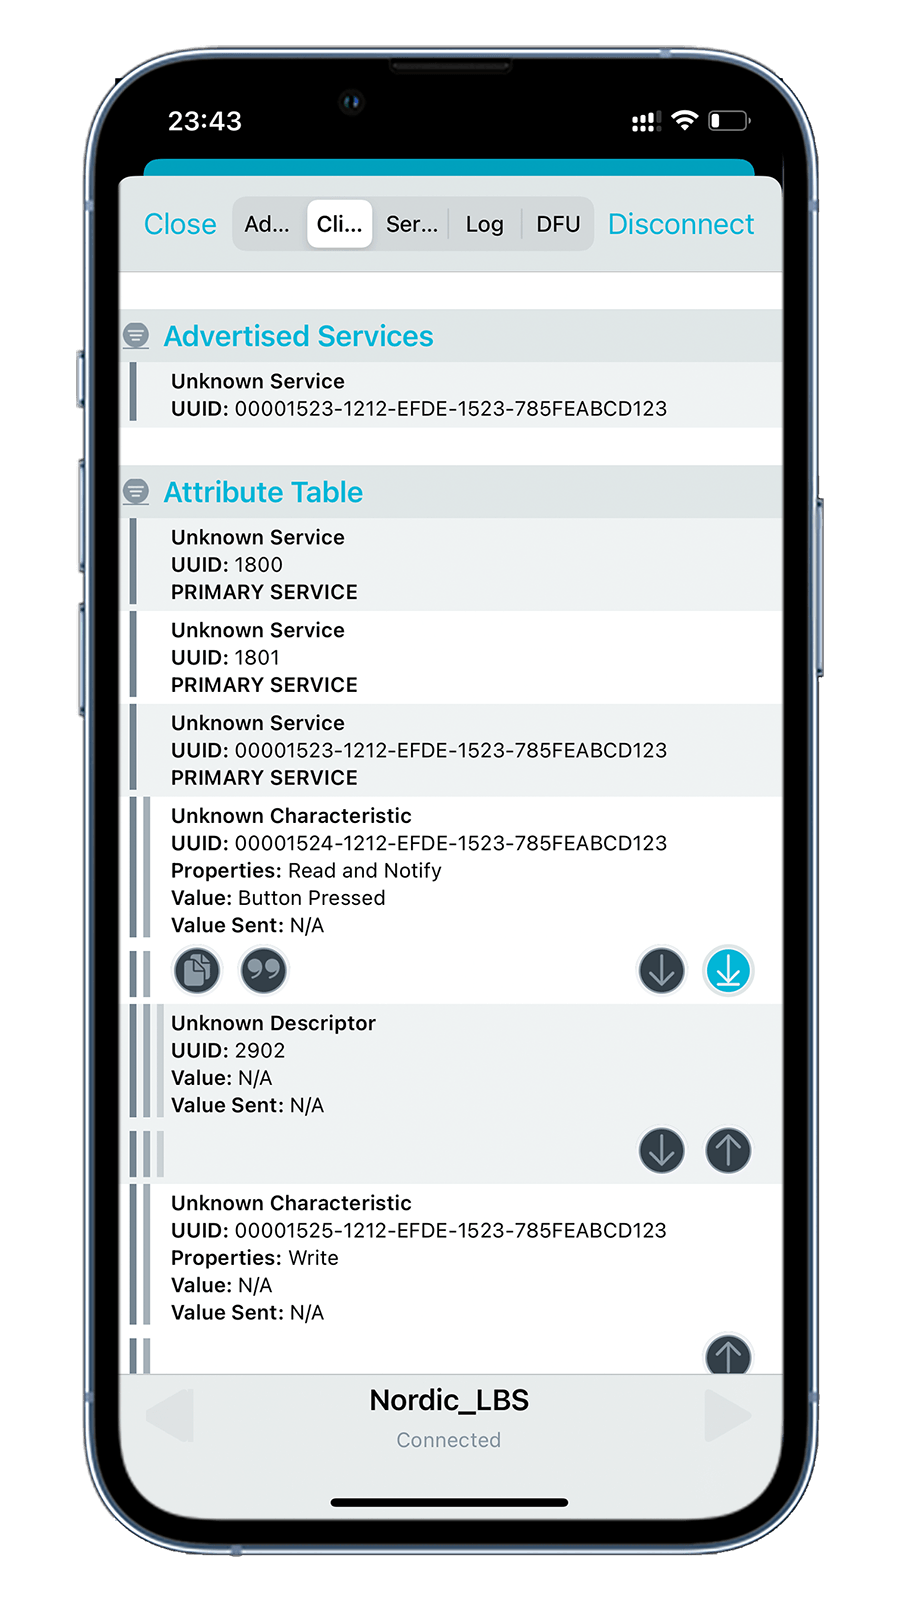 23:43
Close Ad... Cli... Ser... Log DFU Disconnect
Advertised Services
Unknown Service
UUID: 00001523-1212-EFDE-1523-785FEABCD123
Attribute Table
Unknown Service
UUID: 1800
PRIMARY SERVICE
Unknown Service
UUID: 1801
PRIMARY SERVICE
Unknown Service
UUID: 00001523-1212-EFDE-1523-785FEABCD123
PRIMARY SERVICE
Unknown Characteristic
UUID: 00001524-1212-EFDE-1523-785FEABCD123
Properties: Read and Notify
Value: Button Pressed
Value Sent: N/A
Unknown Descriptor
UUID: 2902
Value: N/A
Value Sent: N/A
Unknown Characteristic
UUID: 00001525-1212-EFDE-1523-785FEABCD123
Properties: Write
Value: N/A
Value Sent: N/A
Nordic_LBS
Connected